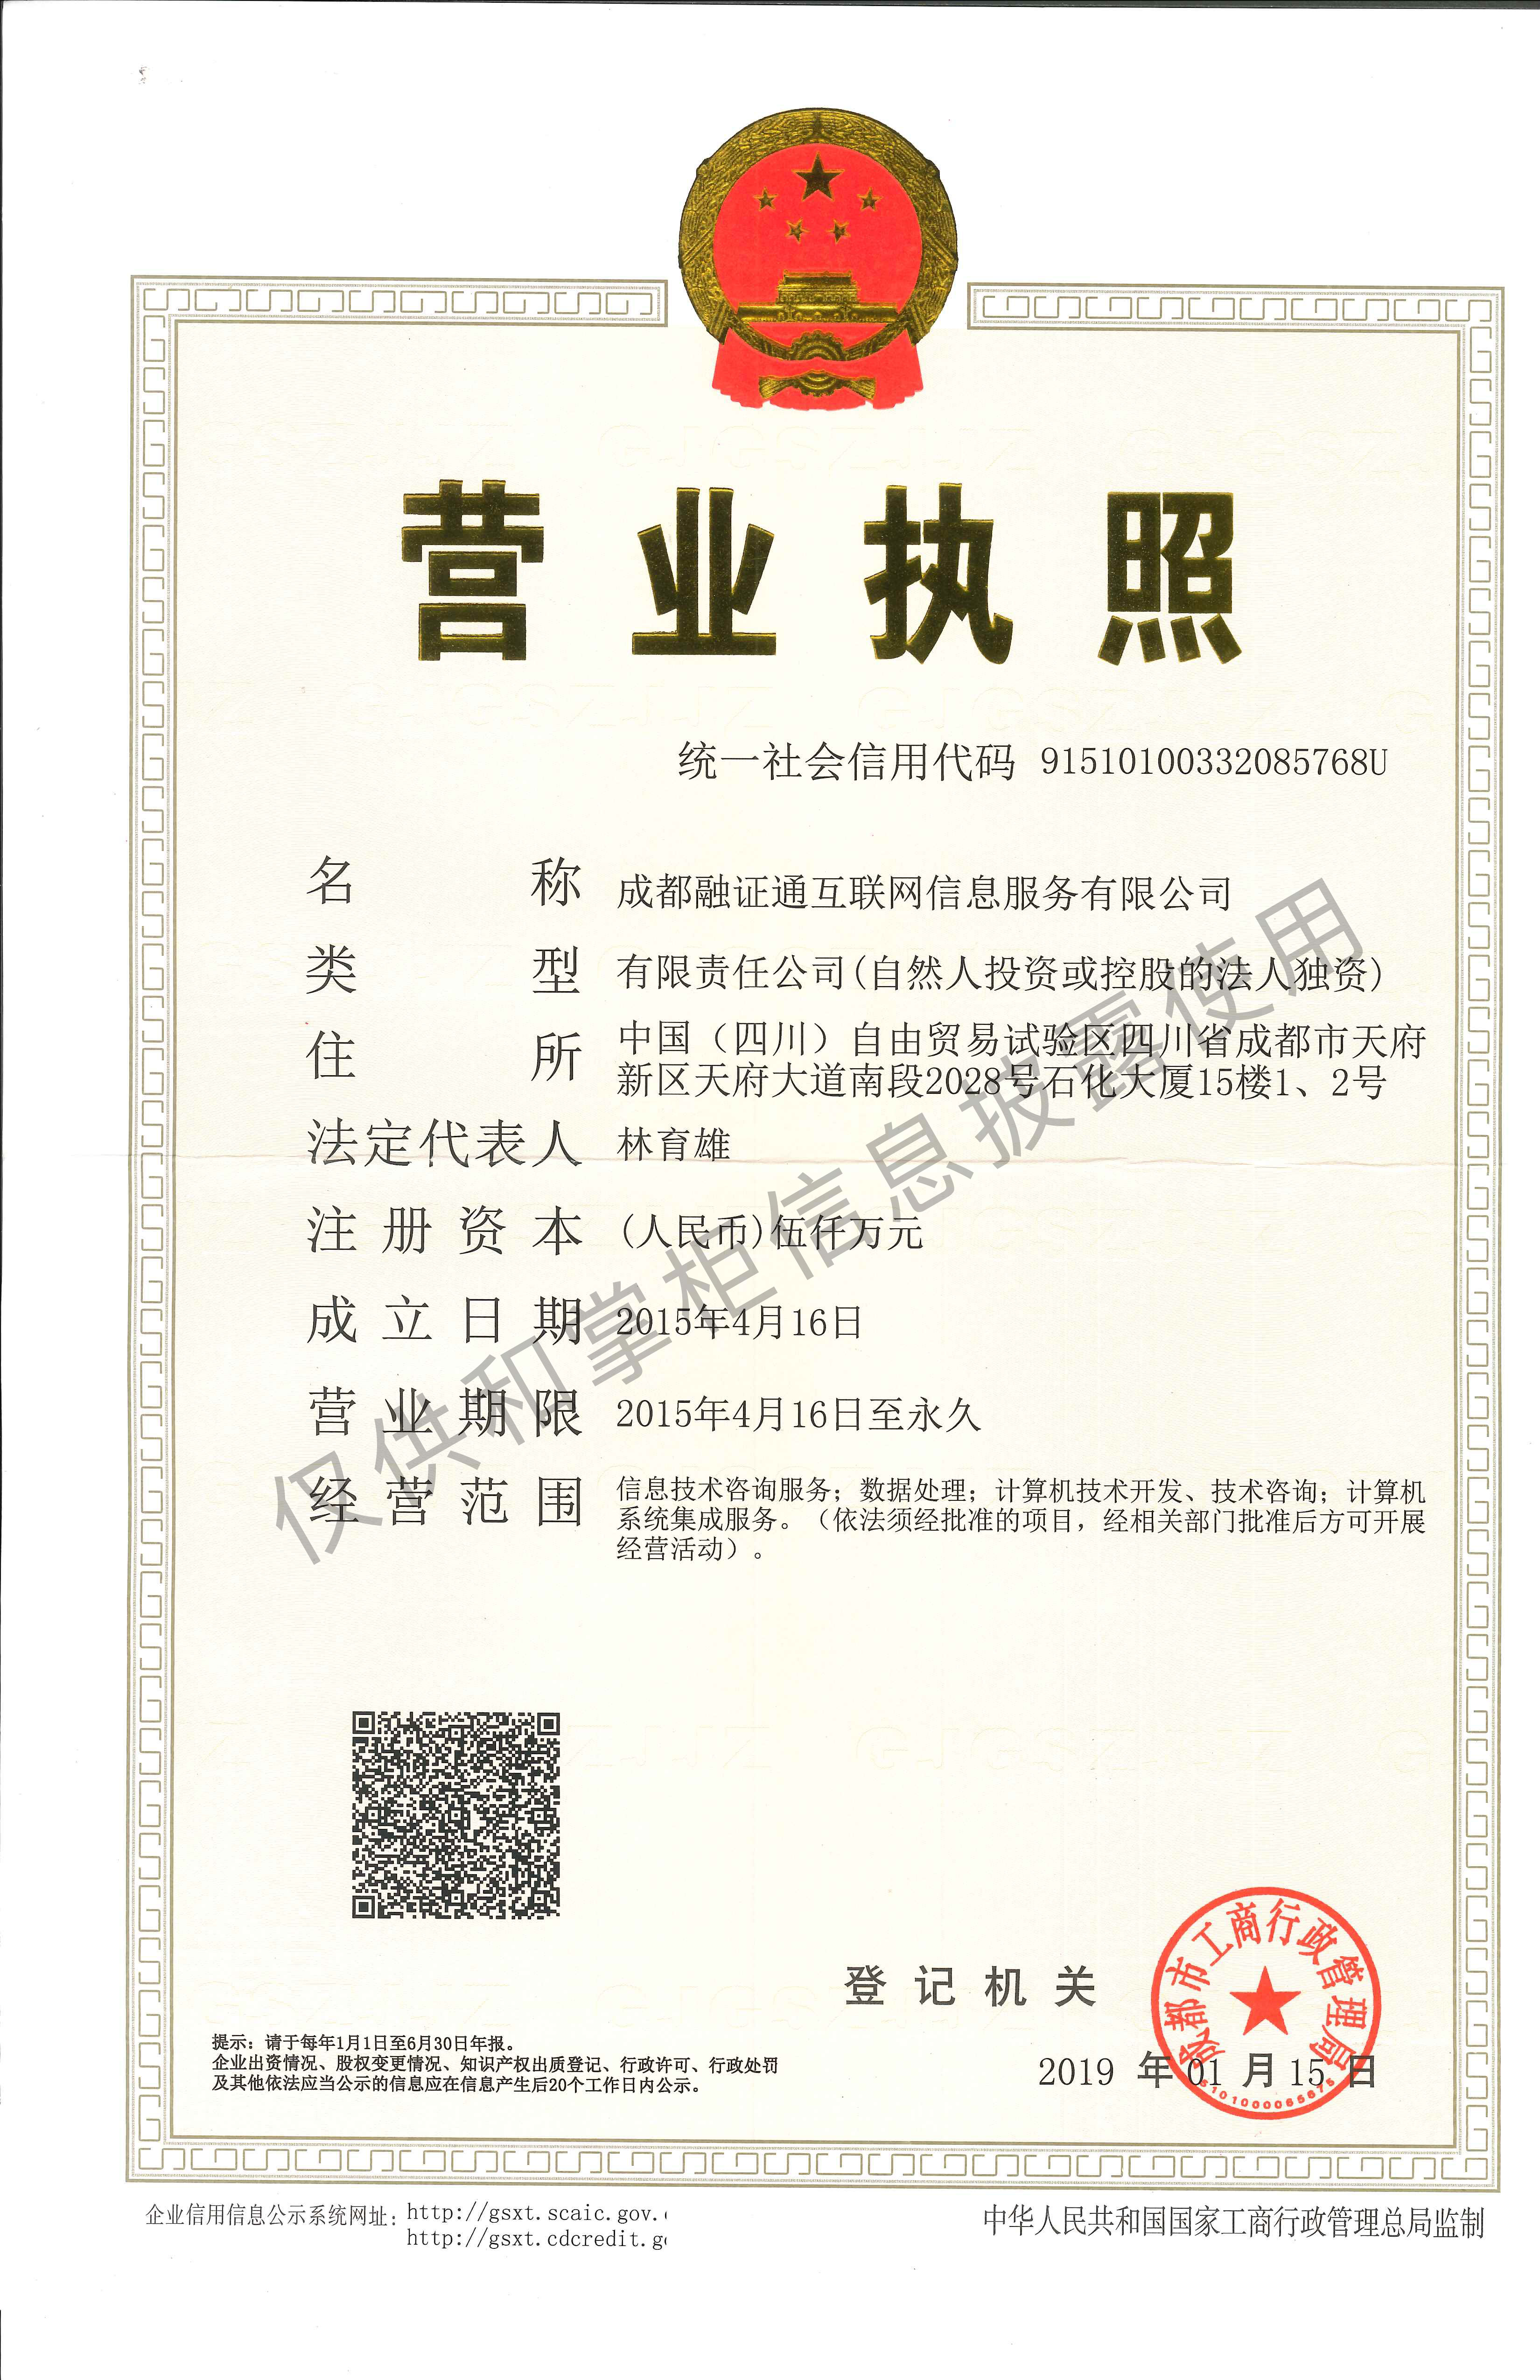 营业执照
统一社会信用代码 91510100332085768U
名称 成都融证通互联网信息服务有限公司
类型 有限责任公司(自然人投资或控股的法人独资)
住所 中国（四川）自由贸易试验区四川省成都市天府
新区天府大道南段2028号石化大厦15楼1、2号
法定代表人 林育雄
注册资本 (人民币)伍仟万元
成立日期 2015年4月16日
营业期限 2015年4月16日至永久
经营范围 信息技术咨询服务；数据处理；计算机技术开发、技术咨询；计算机
系统集成服务。（依法须经批准的项目，经相关部门批准后方可开展
经营活动）。
仅供和掌柜信息披露使用
登记机关
成都市工商行政管理局
5101000065675
2019 年 01 月 15 日
提示：请于每年1月1日至6月30日年报。
企业出资情况、股权变更情况、知识产权出质登记、行政许可、行政处罚
及其他依法应当公示的信息应在信息产生后20个工作日内公示。
企业信用信息公示系统网址： http://gsxt.scaic.gov.
http://gsxt.cdcredit.g
中华人民共和国国家工商行政管理总局监制